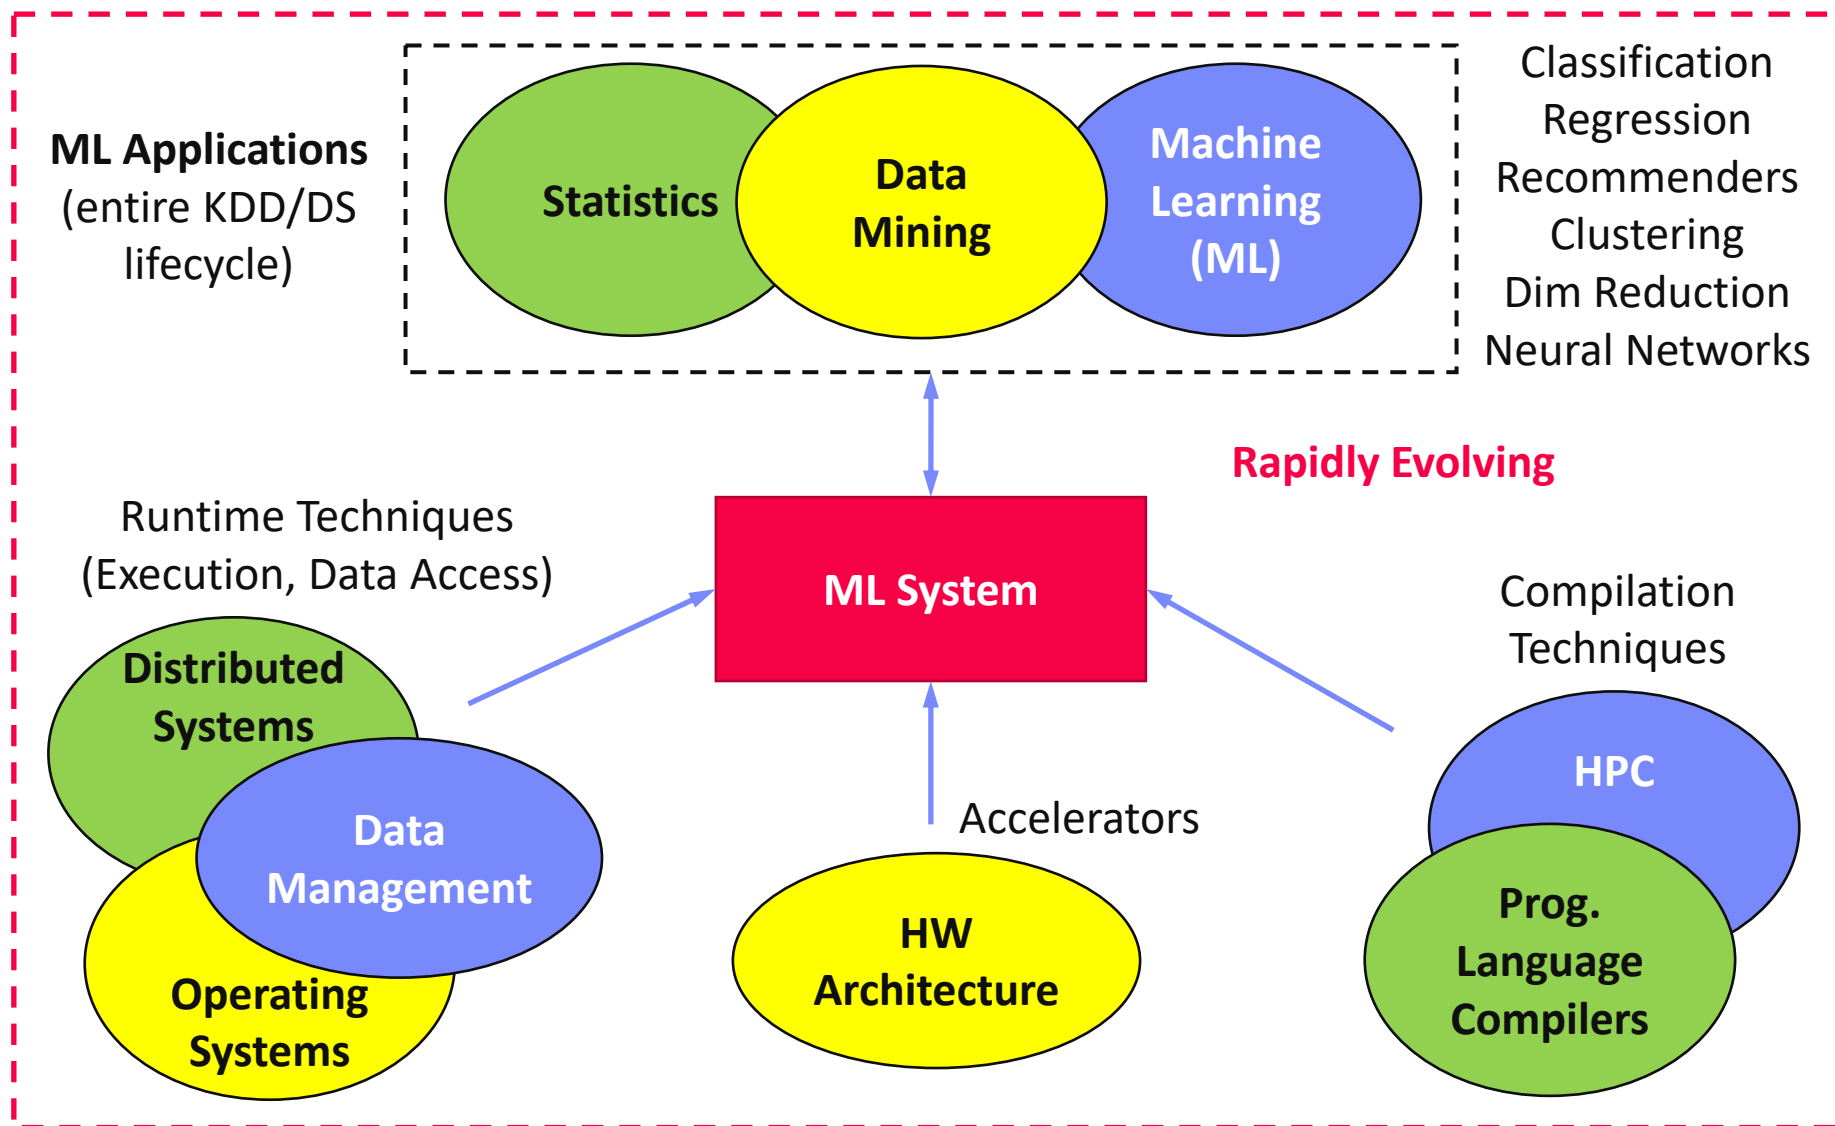 ML Applications
(entire KDD/DS
lifecycle)
Statistics
Data
Mining
Machine
Learning
(ML)
Classification
Regression
Recommenders
Clustering
Dim Reduction
Neural Networks
Rapidly Evolving
Runtime Techniques
(Execution, Data Access)
ML System
Compilation
Techniques
Distributed
Systems
Data
Management
Operating
Systems
Accelerators
HW
Architecture
HPC
Prog.
Language
Compilers